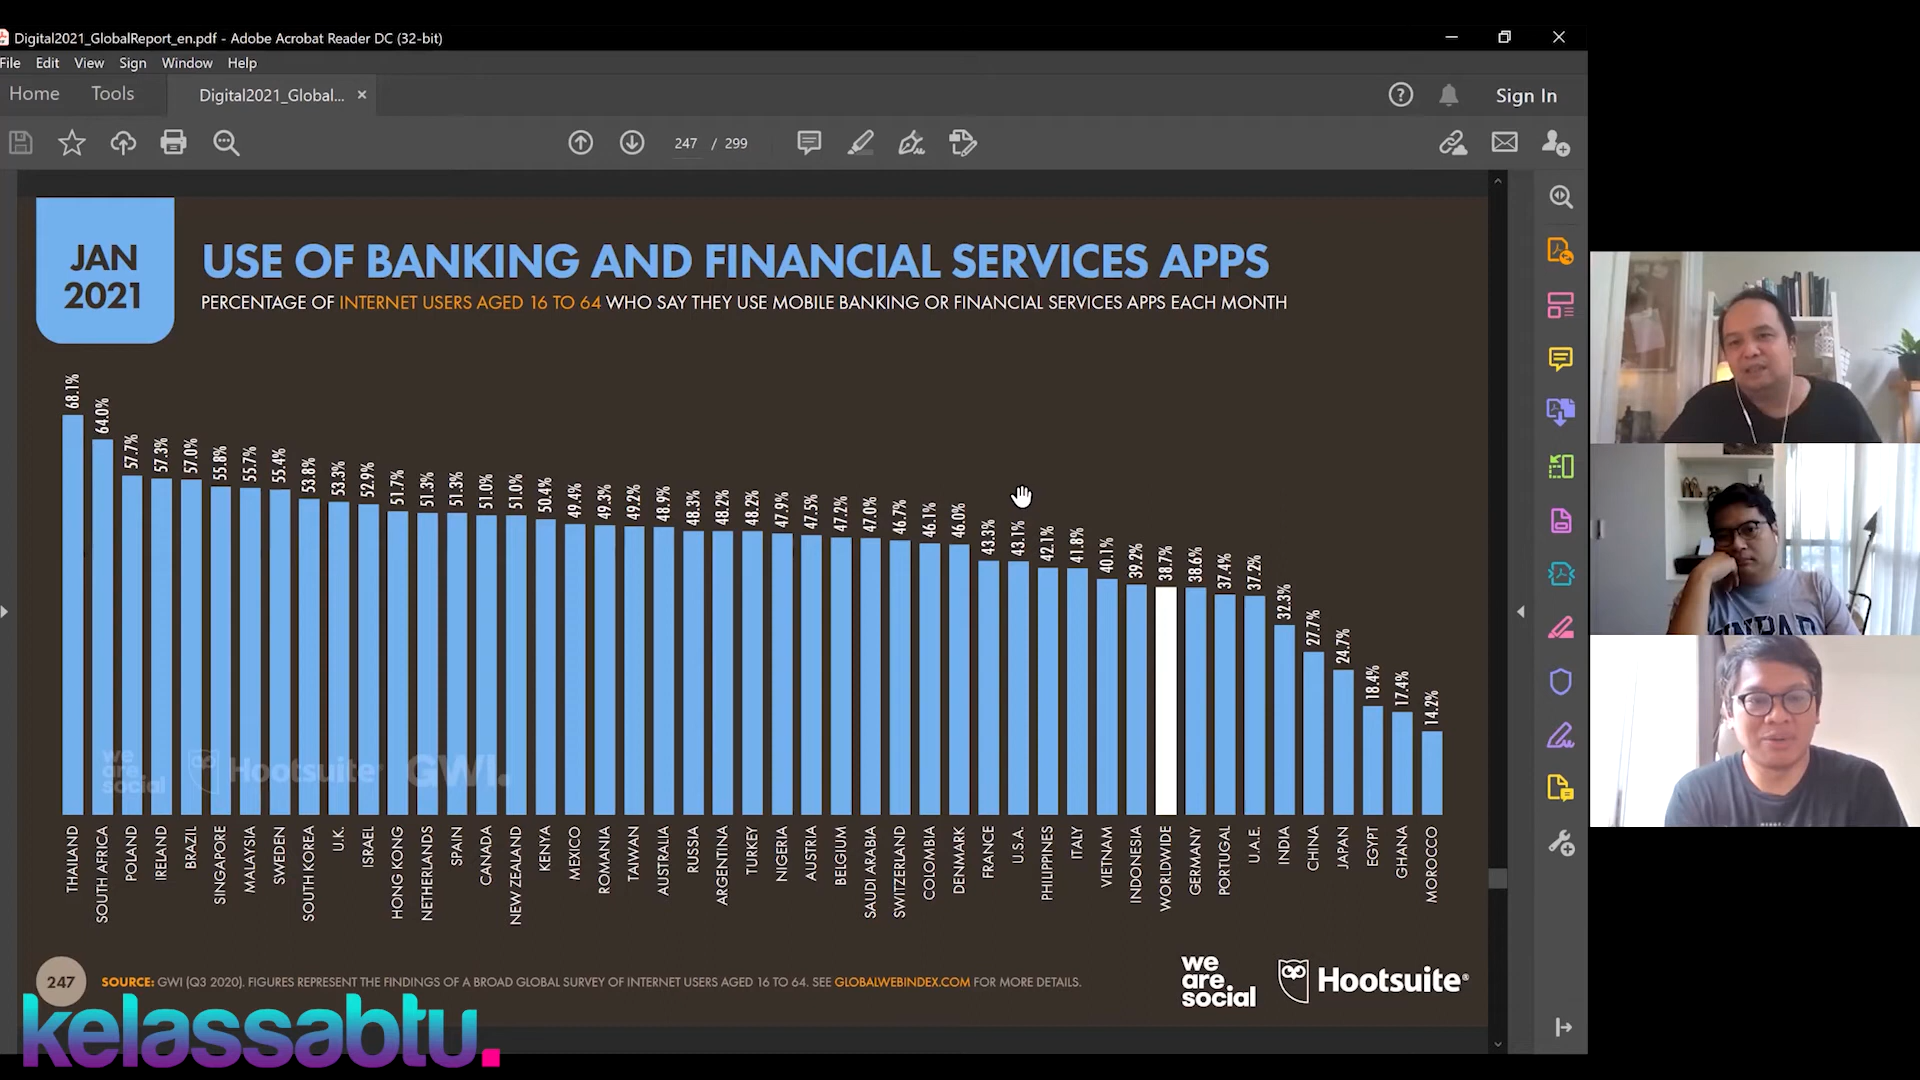 Digital2021_GlobalReport_en.pdf - Adobe Acrobat Reader DC (32-bit)
File Edit View Sign Window Help
Home Tools Digital2021_Global... × Sign In
247 / 299
JAN
2021
USE OF BANKING AND FINANCIAL SERVICES APPS
PERCENTAGE OF INTERNET USERS AGED 16 TO 64 WHO SAY THEY USE MOBILE BANKING OR FINANCIAL SERVICES APPS EACH MONTH
68.1% 64.0% 57.7% 57.3% 57.0% 55.8% 55.7% 55.4% 53.8% 53.3% 52.9% 51.7% 51.3% 51.3% 51.0% 51.0% 50.4% 49.4% 49.3% 49.2% 48.9% 48.3% 48.2% 48.2% 47.9% 47.5% 47.2% 47.0% 46.7% 46.1% 46.0% 43.3% 43.1% 42.1% 41.8% 40.1% 39.2% 38.7% 38.6% 37.4% 37.2% 32.3% 27.7% 24.7% 18.4% 17.4% 14.2%
we
are
social
Hootsuite
GWI.
THAILAND SOUTH AFRICA POLAND IRELAND BRAZIL SINGAPORE MALAYSIA SWEDEN SOUTH KOREA U.K. ISRAEL HONG KONG NETHERLANDS SPAIN CANADA NEW ZEALAND KENYA MEXICO ROMANIA TAIWAN AUSTRALIA RUSSIA ARGENTINA TURKEY NIGERIA AUSTRIA BELGIUM SAUDI ARABIA SWITZERLAND COLOMBIA DENMARK FRANCE U.S.A. PHILIPPINES ITALY VIETNAM INDONESIA WORLDWIDE GERMANY PORTUGAL U.A.E. INDIA CHINA JAPAN EGYPT GHANA MOROCCO
247 SOURCE: GWI (Q3 2020). FIGURES REPRESENT THE FINDINGS OF A BROAD GLOBAL SURVEY OF INTERNET USERS AGED 16 TO 64. SEE GLOBALWEBINDEX.COM FOR MORE DETAILS.
we
are
social
Hootsuite®
kelassabtu.